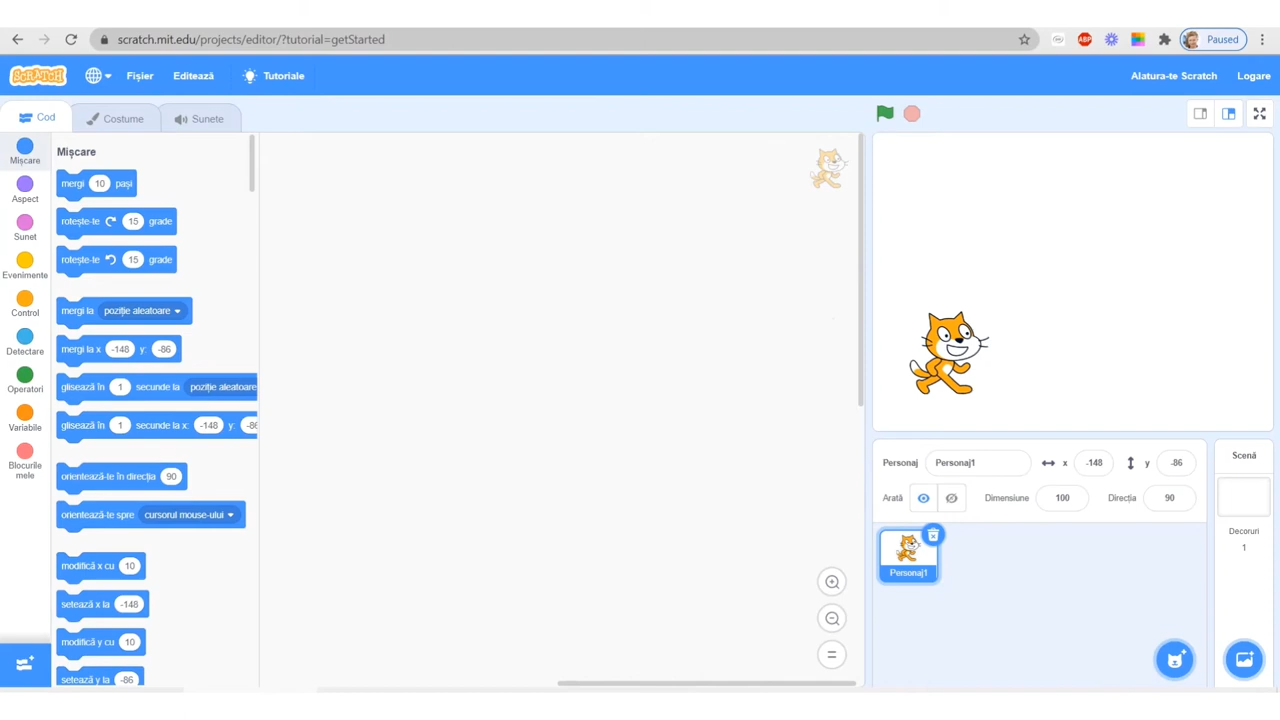 scratch.mit.edu/projects/editor/?tutorial=getStarted
ABP
Paused
SCRATCH
Fișier
Editează
Tutoriale
Alatura-te Scratch
Logare
Cod
Costume
Sunete
Mișcare
Aspect
Sunet
Evenimente
Control
Detectare
Operatori
Variabile
Blocurile
mele
Mișcare
mergi 10 pași
rotește-te 15 grade
rotește-te 15 grade
mergi la poziție aleatoare
mergi la x -148 y: -86
glisează în 1 secunde la poziție aleatoare
glisează în 1 secunde la x: -148 y: -86
orientează-te în direcția 90
orientează-te spre cursorul mouse-ului
modifică x cu 10
setează x la -148
modifică y cu 10
setează y la -86
Personaj Personaj1 x -148 y -86
Arată Dimensiune 100 Direcția 90
Personaj1
Scenă
Decoruri
1